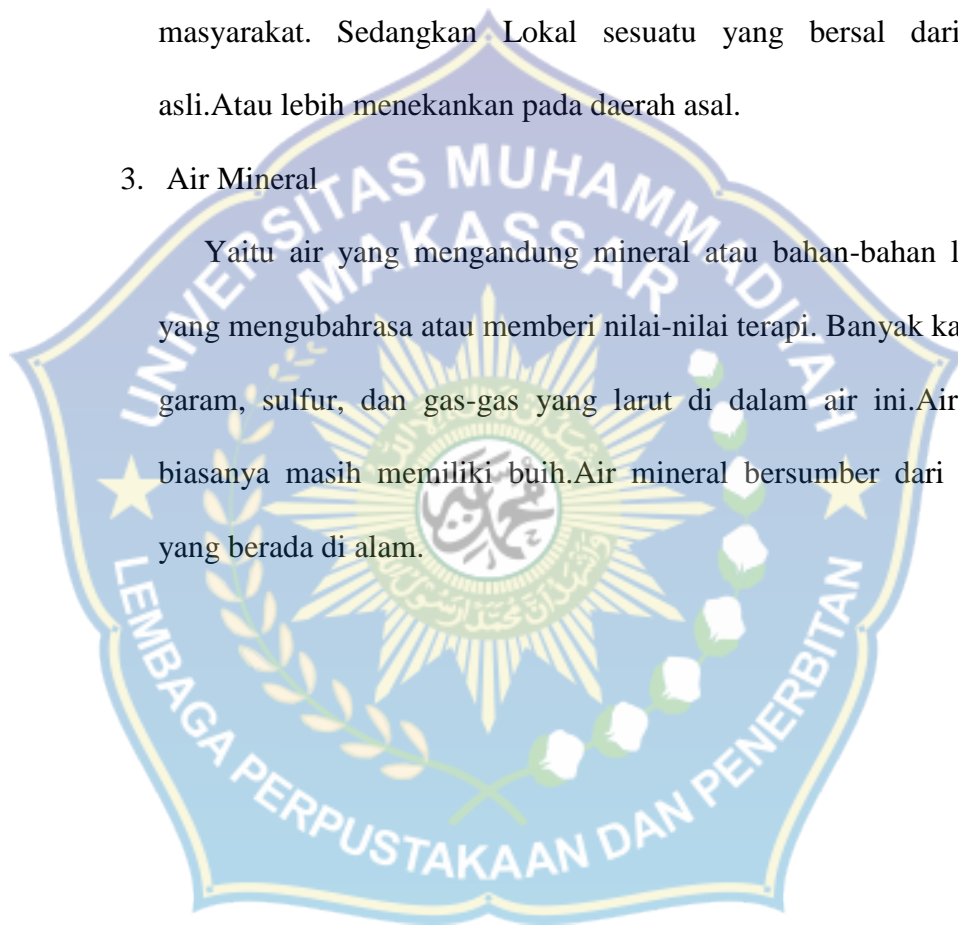 masyarakat. Sedangkan Lokal sesuatu yang bersal dari
asli.Atau lebih menekankan pada daerah asal.
3. Air Mineral
Yaitu air yang mengandung mineral atau bahan-bahan
yang mengubahrasa atau memberi nilai-nilai terapi. Banyak
garam, sulfur, dan gas-gas yang larut di dalam air ini.Air
biasanya masih memiliki buih.Air mineral bersumber dari
yang berada di alam.
UNIVERSITAS MUHAMMADIYAH
MAKASSAR
LEMBAGA PERPUSTAKAAN DAN PENERBITAN